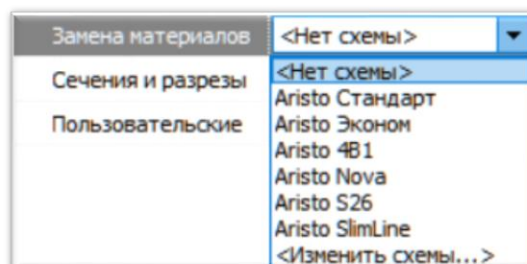 Замена материалов <Нет схемы>
<Нет схемы>
Сечения и разрезы
Aristo Стандарт
Пользовательские
Aristo Эконом
Aristo 4B1
Aristo Nova
Aristo S26
Aristo SlimLine
<Изменить схемы...>